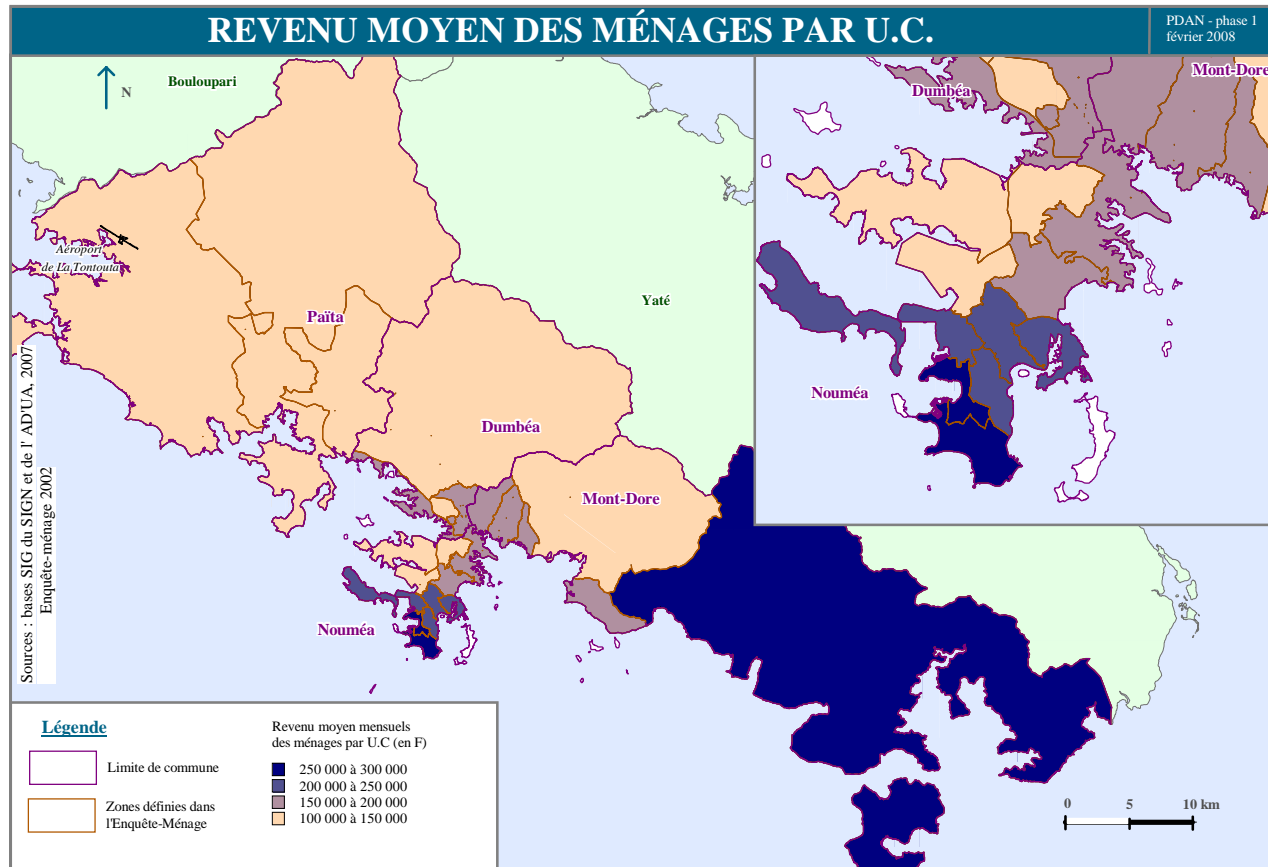 REVENU MOYEN DES MÉNAGES PAR U.C.
PDAN - phase 1
février 2008
N
Bouloupari
Aéroport
de La Tontouta
Païta
Yaté
Dumbéa
Mont-Dore
Nouméa
Mont-Dore
Dumbéa
Nouméa
Sources : bases SIG du SIGN et de l' AD'UA, 2007
Enquête-ménage 2002
Légende
Limite de commune
Zones définies dans
l'Enquête-Ménage
Revenu moyen mensuels
des ménages par U.C (en F)
250 000 à 300 000
200 000 à 250 000
150 000 à 200 000
100 000 à 150 000
0 5 10 km